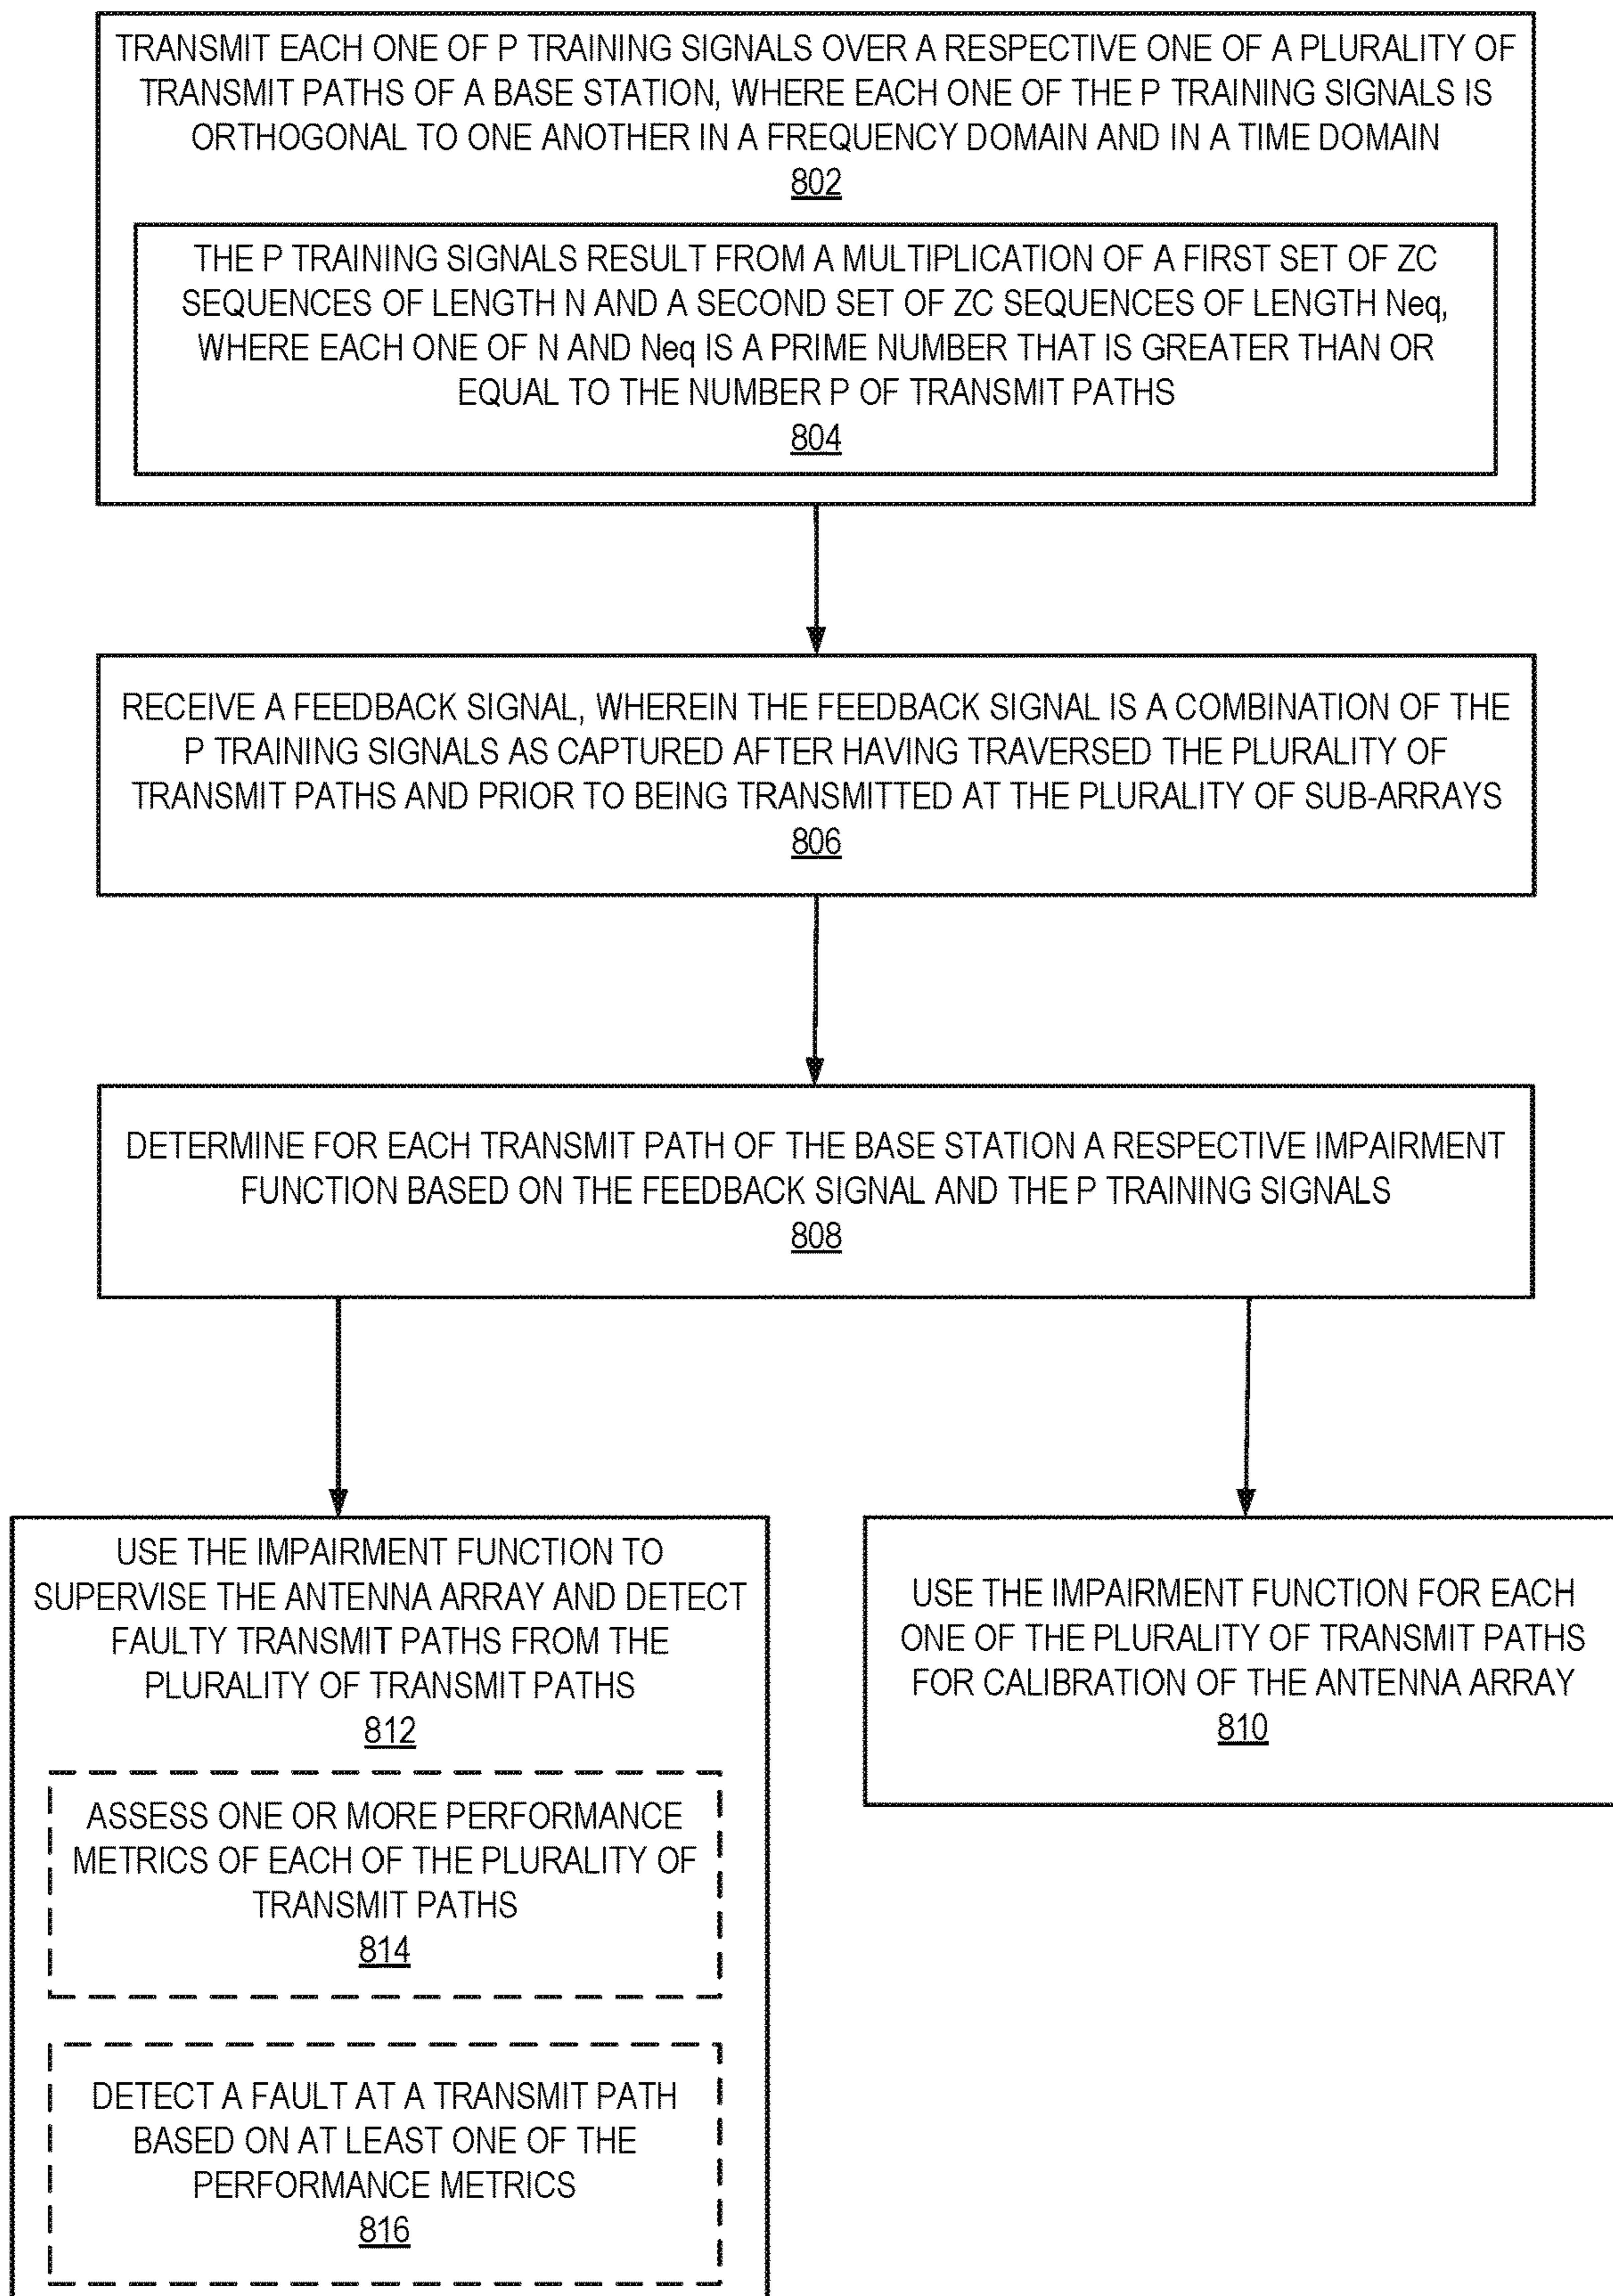 TRANSMIT EACH ONE OF P TRAINING SIGNALS OVER A RESPECTIVE ONE OF A PLURALITY OF
TRANSMIT PATHS OF A BASE STATION, WHERE EACH ONE OF THE P TRAINING SIGNALS IS
ORTHOGONAL TO ONE ANOTHER IN A FREQUENCY DOMAIN AND IN A TIME DOMAIN
802
THE P TRAINING SIGNALS RESULT FROM A MULTIPLICATION OF A FIRST SET OF ZC
SEQUENCES OF LENGTH N AND A SECOND SET OF ZC SEQUENCES OF LENGTH Neq,
WHERE EACH ONE OF N AND Neq IS A PRIME NUMBER THAT IS GREATER THAN OR
EQUAL TO THE NUMBER P OF TRANSMIT PATHS
804
RECEIVE A FEEDBACK SIGNAL, WHEREIN THE FEEDBACK SIGNAL IS A COMBINATION OF THE
P TRAINING SIGNALS AS CAPTURED AFTER HAVING TRAVERSED THE PLURALITY OF
TRANSMIT PATHS AND PRIOR TO BEING TRANSMITTED AT THE PLURALITY OF SUB-ARRAYS
806
DETERMINE FOR EACH TRANSMIT PATH OF THE BASE STATION A RESPECTIVE IMPAIRMENT
FUNCTION BASED ON THE FEEDBACK SIGNAL AND THE P TRAINING SIGNALS
808
USE THE IMPAIRMENT FUNCTION TO
SUPERVISE THE ANTENNA ARRAY AND DETECT
FAULTY TRANSMIT PATHS FROM THE
PLURALITY OF TRANSMIT PATHS
812
ASSESS ONE OR MORE PERFORMANCE
METRICS OF EACH OF THE PLURALITY OF
TRANSMIT PATHS
814
DETECT A FAULT AT A TRANSMIT PATH
BASED ON AT LEAST ONE OF THE
PERFORMANCE METRICS
816
USE THE IMPAIRMENT FUNCTION FOR EACH
ONE OF THE PLURALITY OF TRANSMIT PATHS
FOR CALIBRATION OF THE ANTENNA ARRAY
810